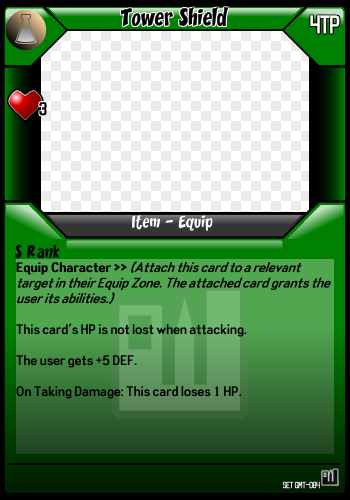 Tower Shield
4TP
3
Item - Equip
S Rank
Equip Character >> (Attach this card to a relevant
target in their Equip Zone. The attached card grants the
user its abilities.)
This card's HP is not lost when attacking.
The user gets +5 DEF.
On Taking Damage: This card loses 1 HP.
SET GMT-084